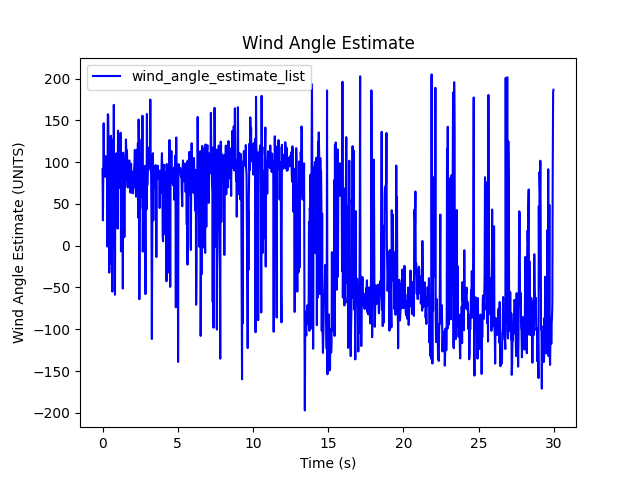 Wind Angle Estimate
wind_angle_estimate_list
Wind Angle Estimate (UNITS)
200
150
100
50
0
−50
−100
−150
−200
0 5 10 15 20 25 30
Time (s)